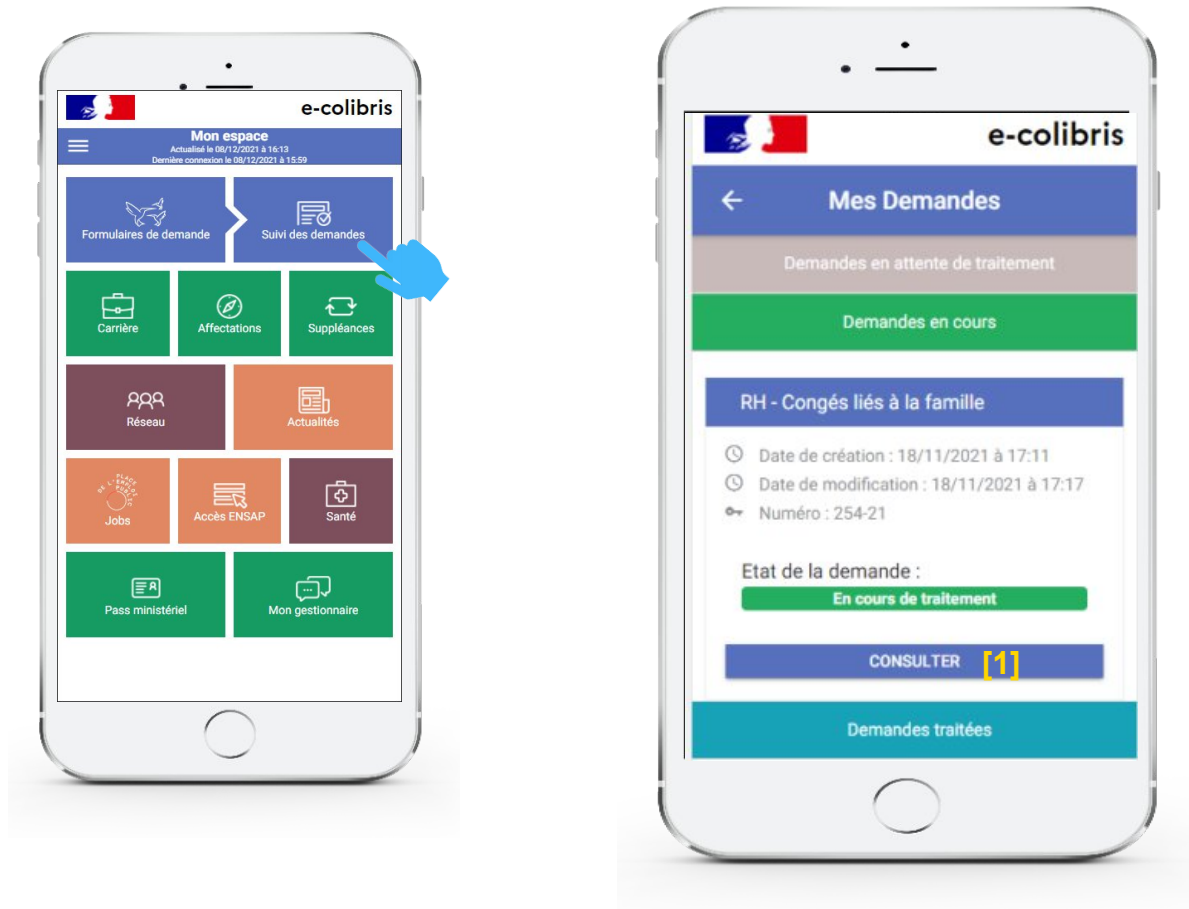 e-colibris
Mon espace
Actualisé le 08/12/2021 à 16:13
Dernière connexion le 08/12/2021 à 15:59
Formulaires de demande
Suivi des demandes
Carrière
Affectations
Suppléances
Réseau
Actualités
PLACE
DE L'EMPLOI
PUBLIC
Jobs
Accès ENSAP
Santé
Pass ministériel
Mon gestionnaire
e-colibris
Mes Demandes
Demandes en attente de traitement
Demandes en cours
RH - Congés liés à la famille
Date de création : 18/11/2021 à 17:11
Date de modification : 18/11/2021 à 17:17
Numéro : 254-21
Etat de la demande :
En cours de traitement
CONSULTER [1]
Demandes traitées